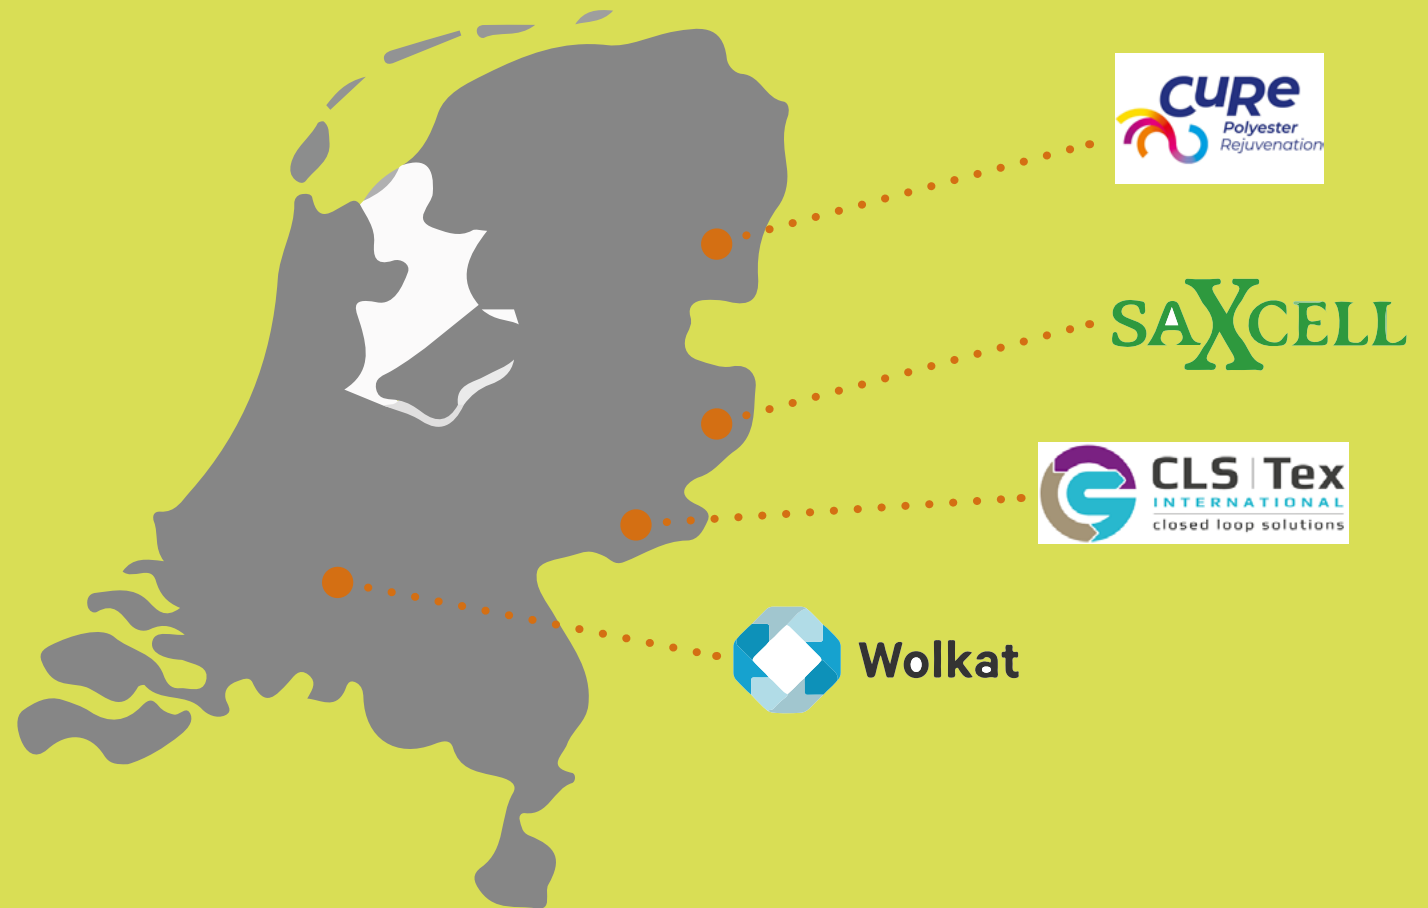 CuRe
Polyester
Rejuvenation
SAXCELL
CLS | Tex
INTERNATIONAL
closed loop solutions
Wolkat